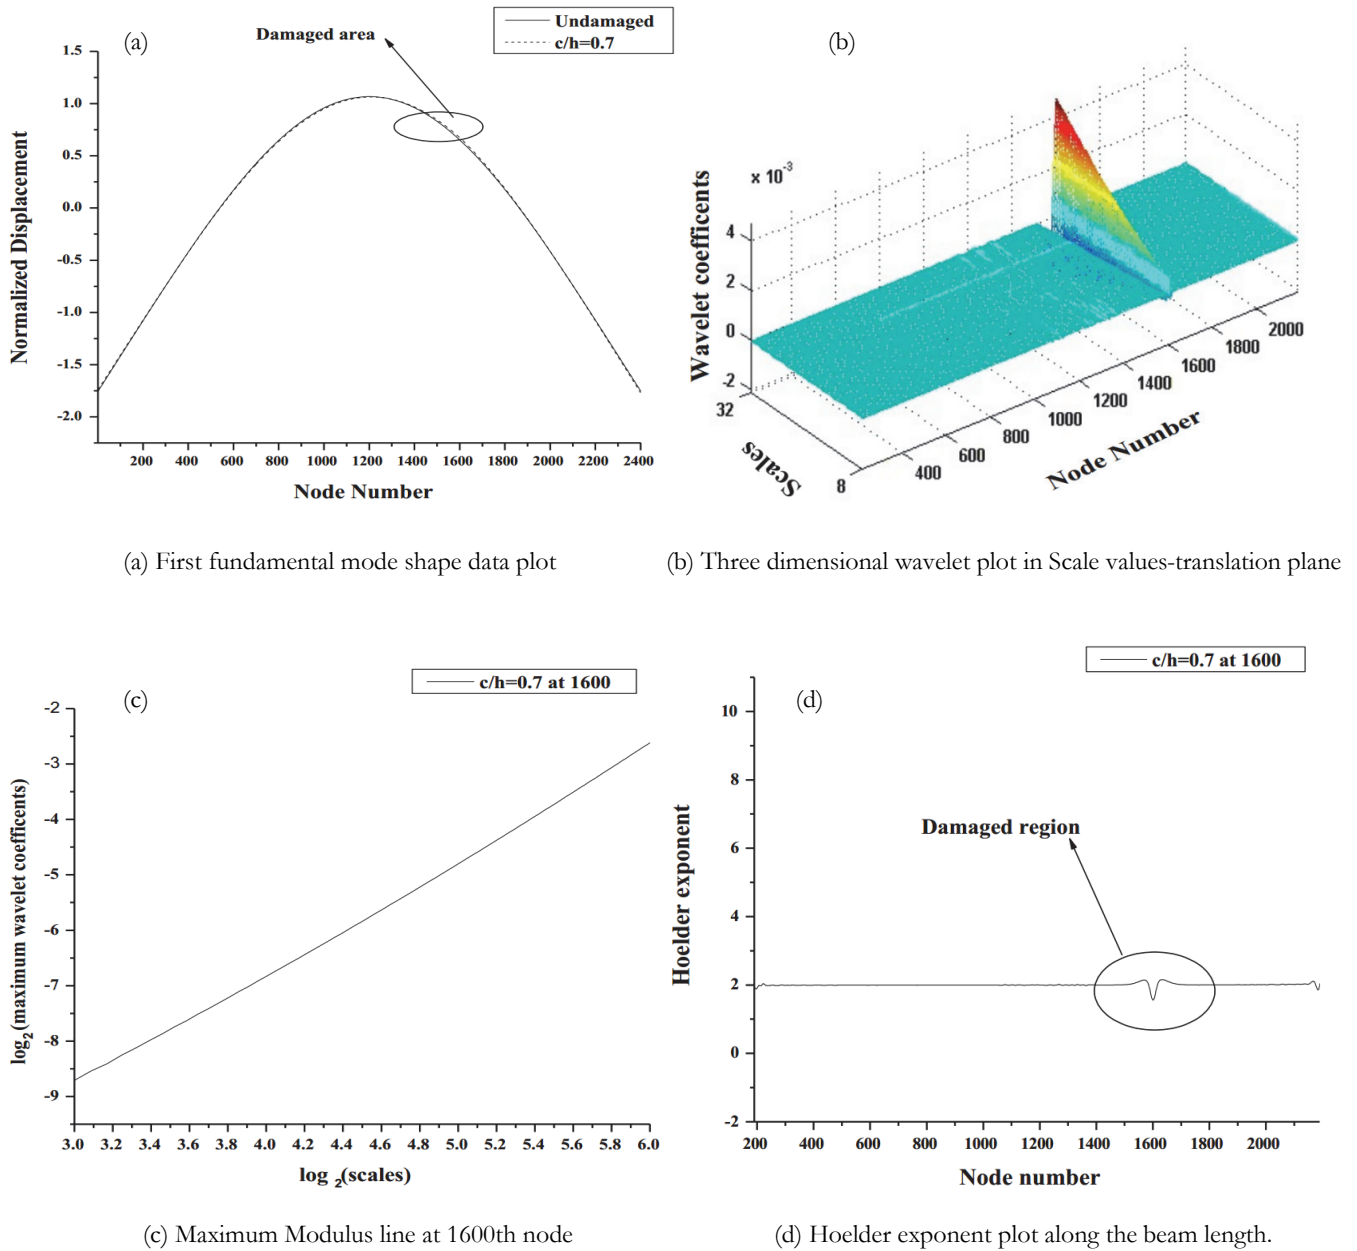 (a)
Damaged area
Undamaged
c/h=0.7
1.5
1.0
0.5
0.0
-0.5
-1.0
-1.5
-2.0
Normalized Displacement
200 400 600 800 1000 1200 1400 1600 1800 2000 2200 2400
Node Number
(b)
x 10-3
4
2
0
-2
Wavelet coefficents
32
8
Scales
400 600 800 1000 1200 1400 1600 1800 2000
Node Number
(a) First fundamental mode shape data plot
(b) Three dimensional wavelet plot in Scale values-translation plane
(c)
c/h=0.7 at 1600
-2
-3
-4
-5
-6
-7
-8
-9
log2(maximum wavelet coefficents)
3.0 3.2 3.4 3.6 3.8 4.0 4.2 4.4 4.6 4.8 5.0 5.2 5.4 5.6 5.8 6.0
log 2(scales)
c/h=0.7 at 1600
(d)
10
8
6
4
2
0
-2
Hoelder exponent
Damaged region
200 400 600 800 1000 1200 1400 1600 1800 2000
Node number
(c) Maximum Modulus line at 1600th node
(d) Hoelder exponent plot along the beam length.